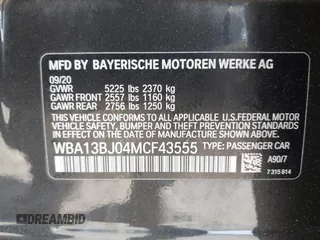 MFD BY BAYERISCHE MOTOREN WERKE AG
09/20
GVWR 5225 lbs 2370 kg
GAWR FRONT 2557 lbs 1160 kg
GAWR REAR 2756 lbs 1250 kg
THIS VEHICLE CONFORMS TO ALL APPLICABLE
U.S.FEDERAL MOTOR VEHICLE SAFETY, BUMPER,
AND THEFT PREVENTION STANDARDS IN EFFECT
ON THE DATE OF MANUFACTURE SHOWN ABOVE.
WBA13BJ04MCF43555 TYPE: PASSENGER CAR
A90/7
7 315 814
DREAMBID